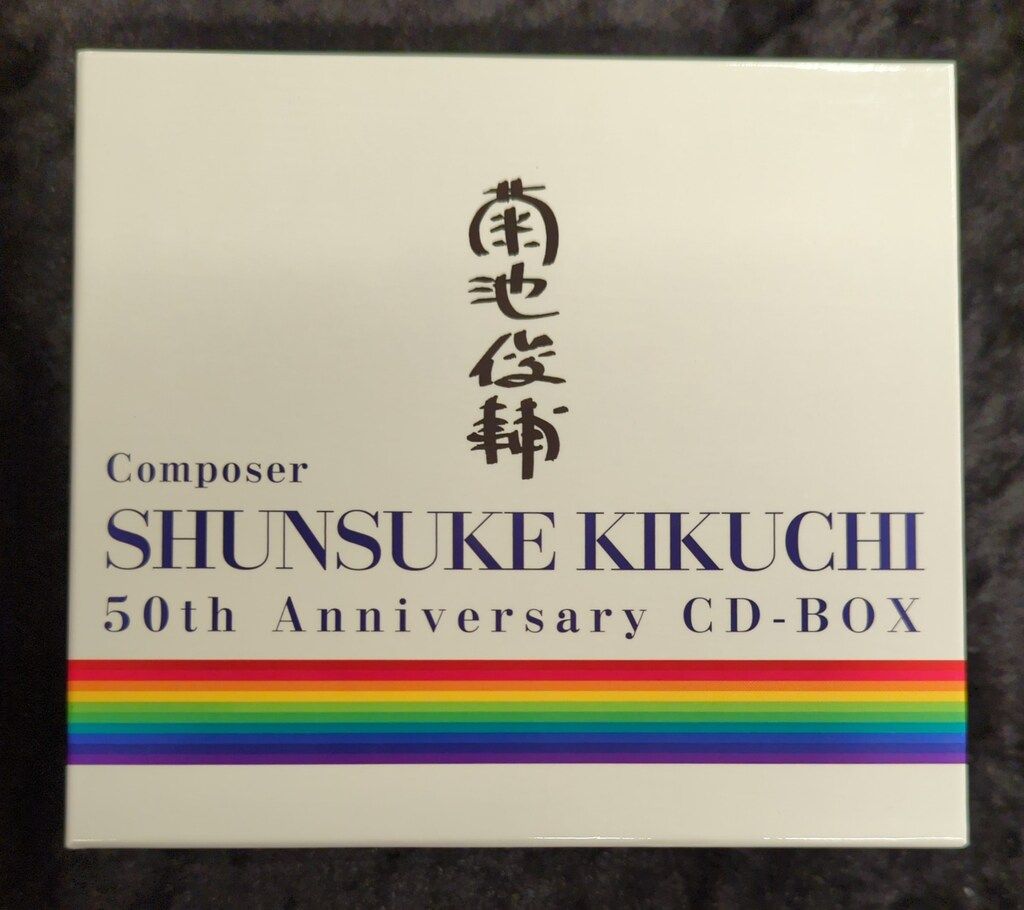 菊池俊輔
Composer
SHUNSUKE KIKUCHI
50th Anniversary CD-BOX